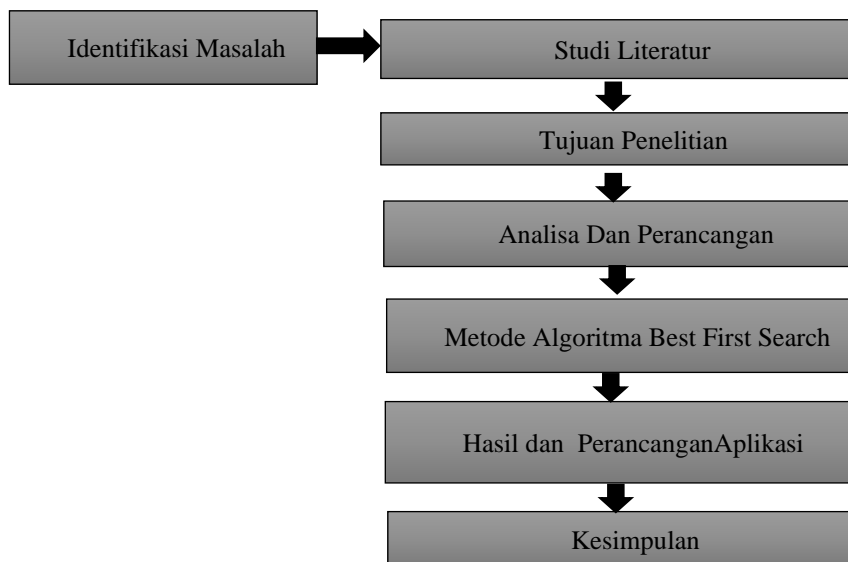 Identifikasi Masalah
Studi Literatur
Tujuan Penelitian
Analisa Dan Perancangan
Metode Algoritma Best First Search
Hasil dan PerancanganAplikasi
Kesimpulan